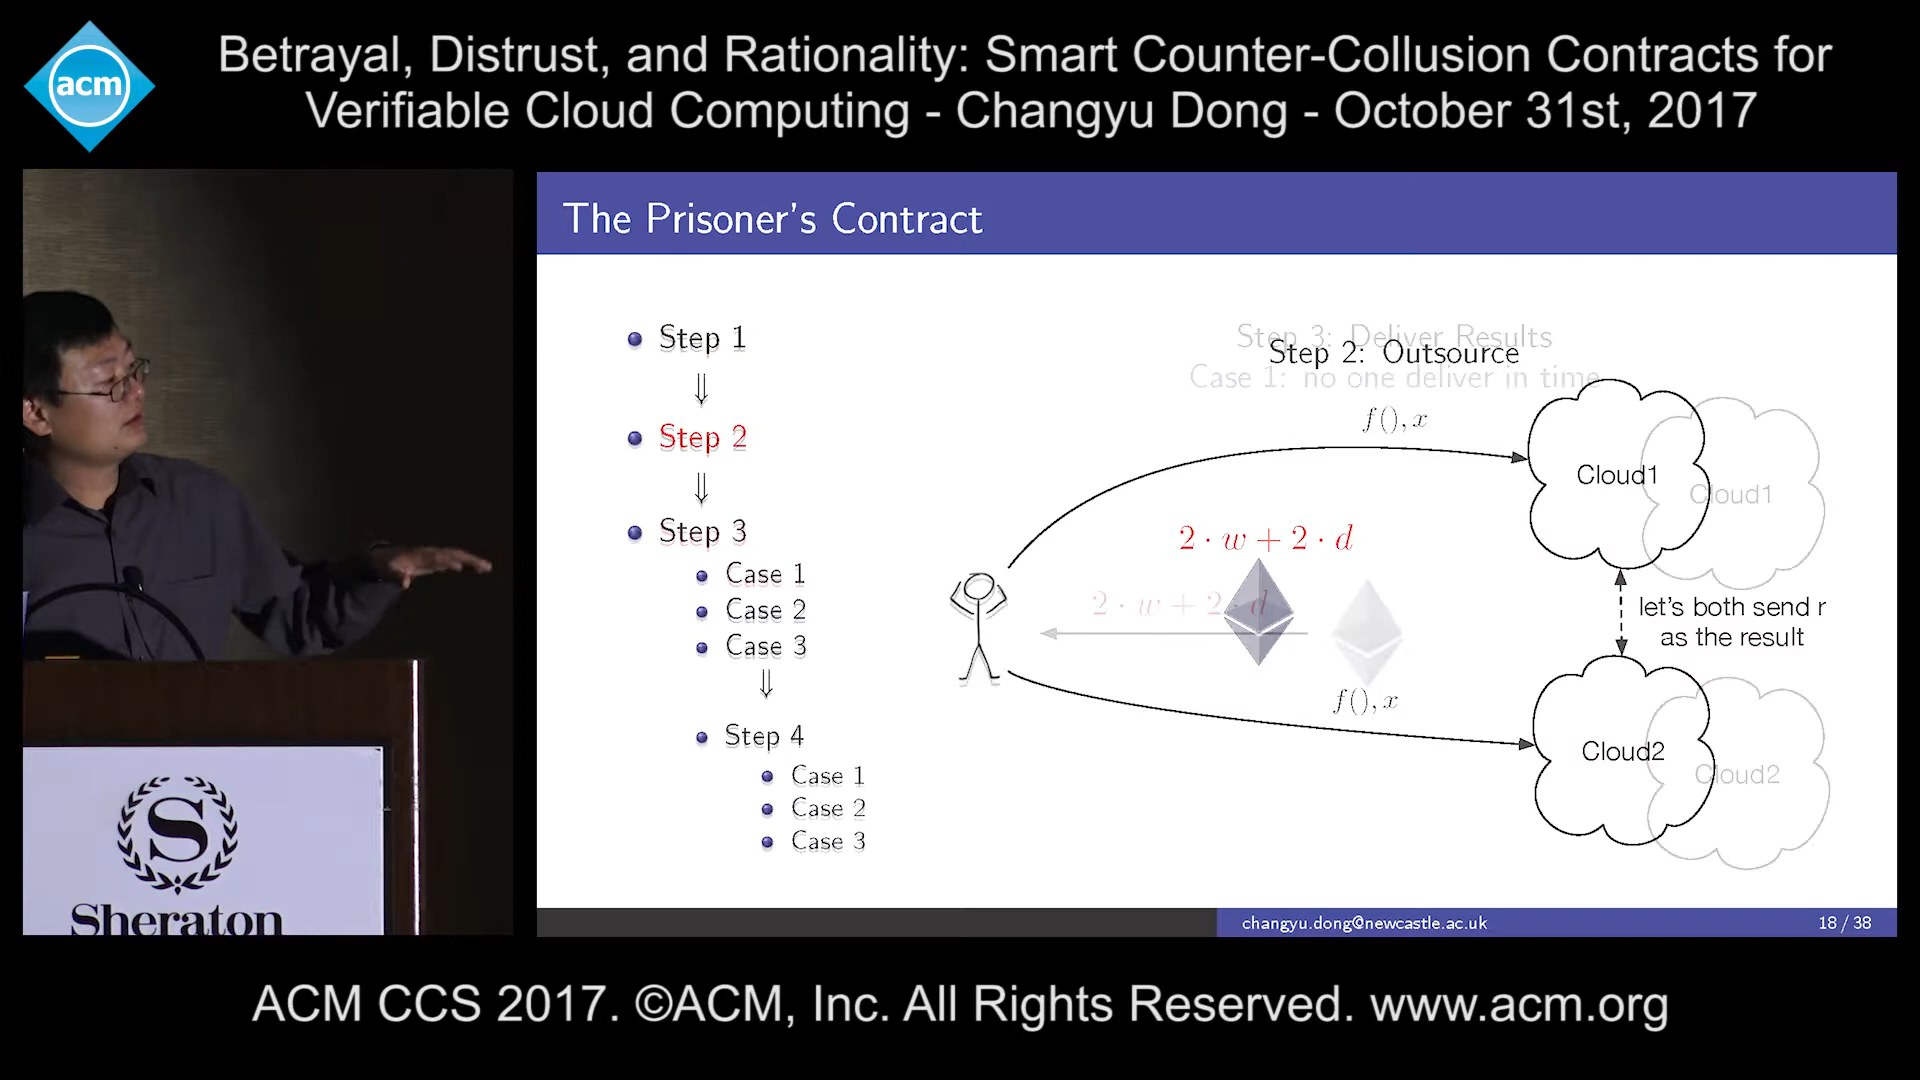 acm
Betrayal, Distrust, and Rationality: Smart Counter-Collusion Contracts for
Verifiable Cloud Computing - Changyu Dong - October 31st, 2017
The Prisoner's Contract
Step 1
⇓
Step 2
⇓
Step 3
Case 1
Case 2
Case 3
⇓
Step 4
Case 1
Case 2
Case 3
Step 3: Deliver Results
Step 2: Outsource
Case 1: no one deliver in time
f(), x
Cloud1
Cloud1
2 · w + 2 · d
2 · w + 2 · d
let's both send r
as the result
f(), x
Cloud2
Cloud2
changyu.dong@newcastle.ac.uk
18 / 38
S
Sheraton
ACM CCS 2017. ©ACM, Inc. All Rights Reserved. www.acm.org